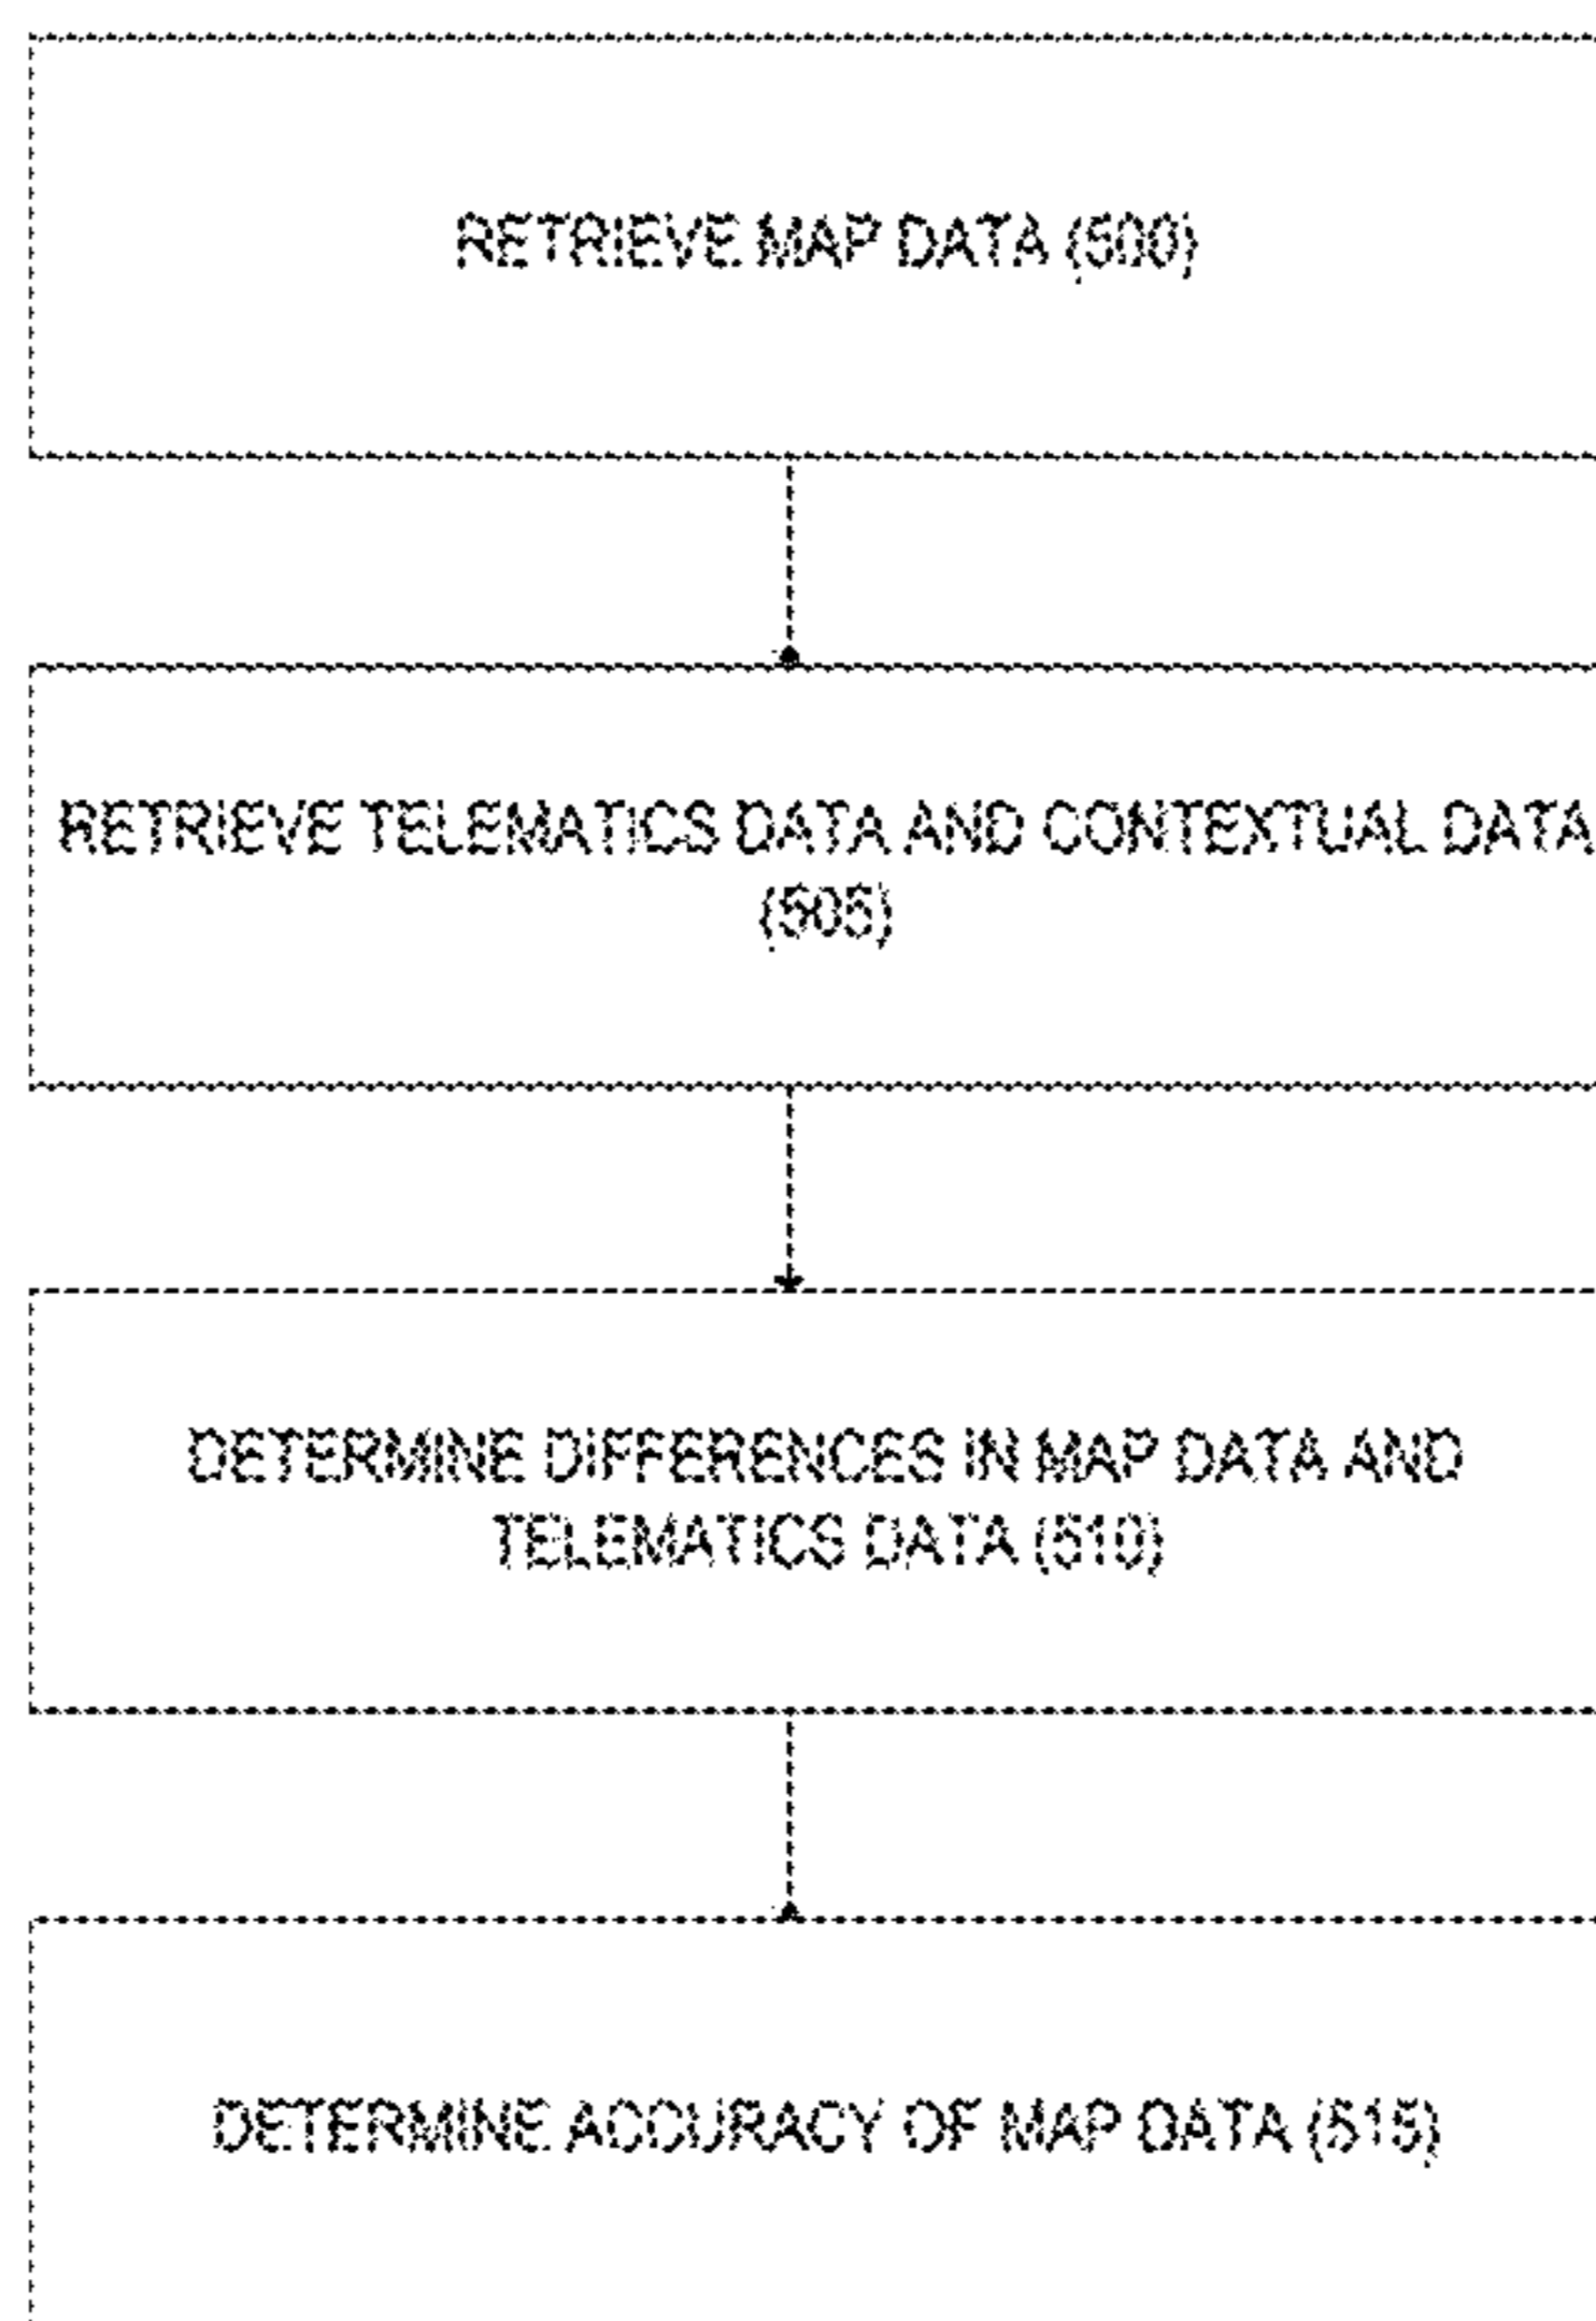 RETRIEVE MAP DATA (500)
RETRIEVE TELEMATICS DATA AND CONTEXTUAL DATA
(505)
DETERMINE DIFFERENCES IN MAP DATA AND
TELEMATICS DATA (510)
DETERMINE ACCURACY OF MAP DATA (515)